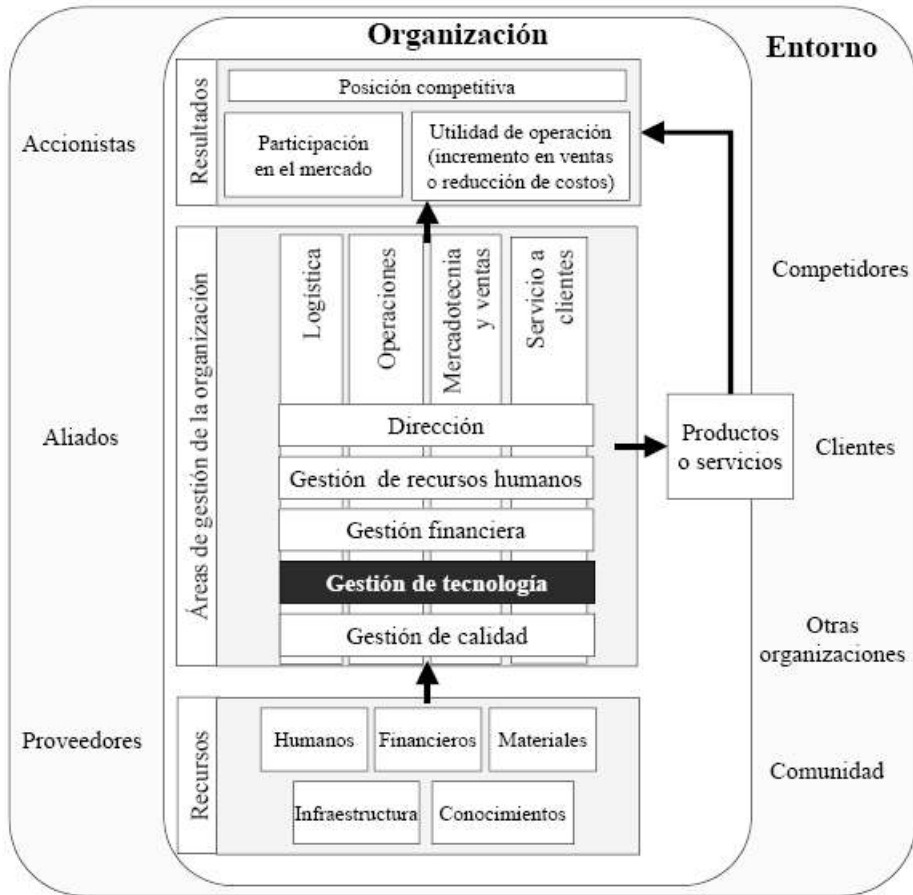 Organización
Entorno
Resultados
Posición competitiva
Participación
en el mercado
Utilidad de operación
(incremento en ventas
o reducción de costos)
Accionistas
Competidores
Áreas de gestión de la organización
Logística
Operaciones
Mercadotecnia
y ventas
Servicio a
clientes
Dirección
Gestión de recursos humanos
Gestión financiera
Gestión de tecnología
Gestión de calidad
Aliados
Productos
o servicios
Clientes
Otras
organizaciones
Proveedores
Recursos
Humanos
Financieros
Materiales
Infraestructura
Conocimientos
Comunidad